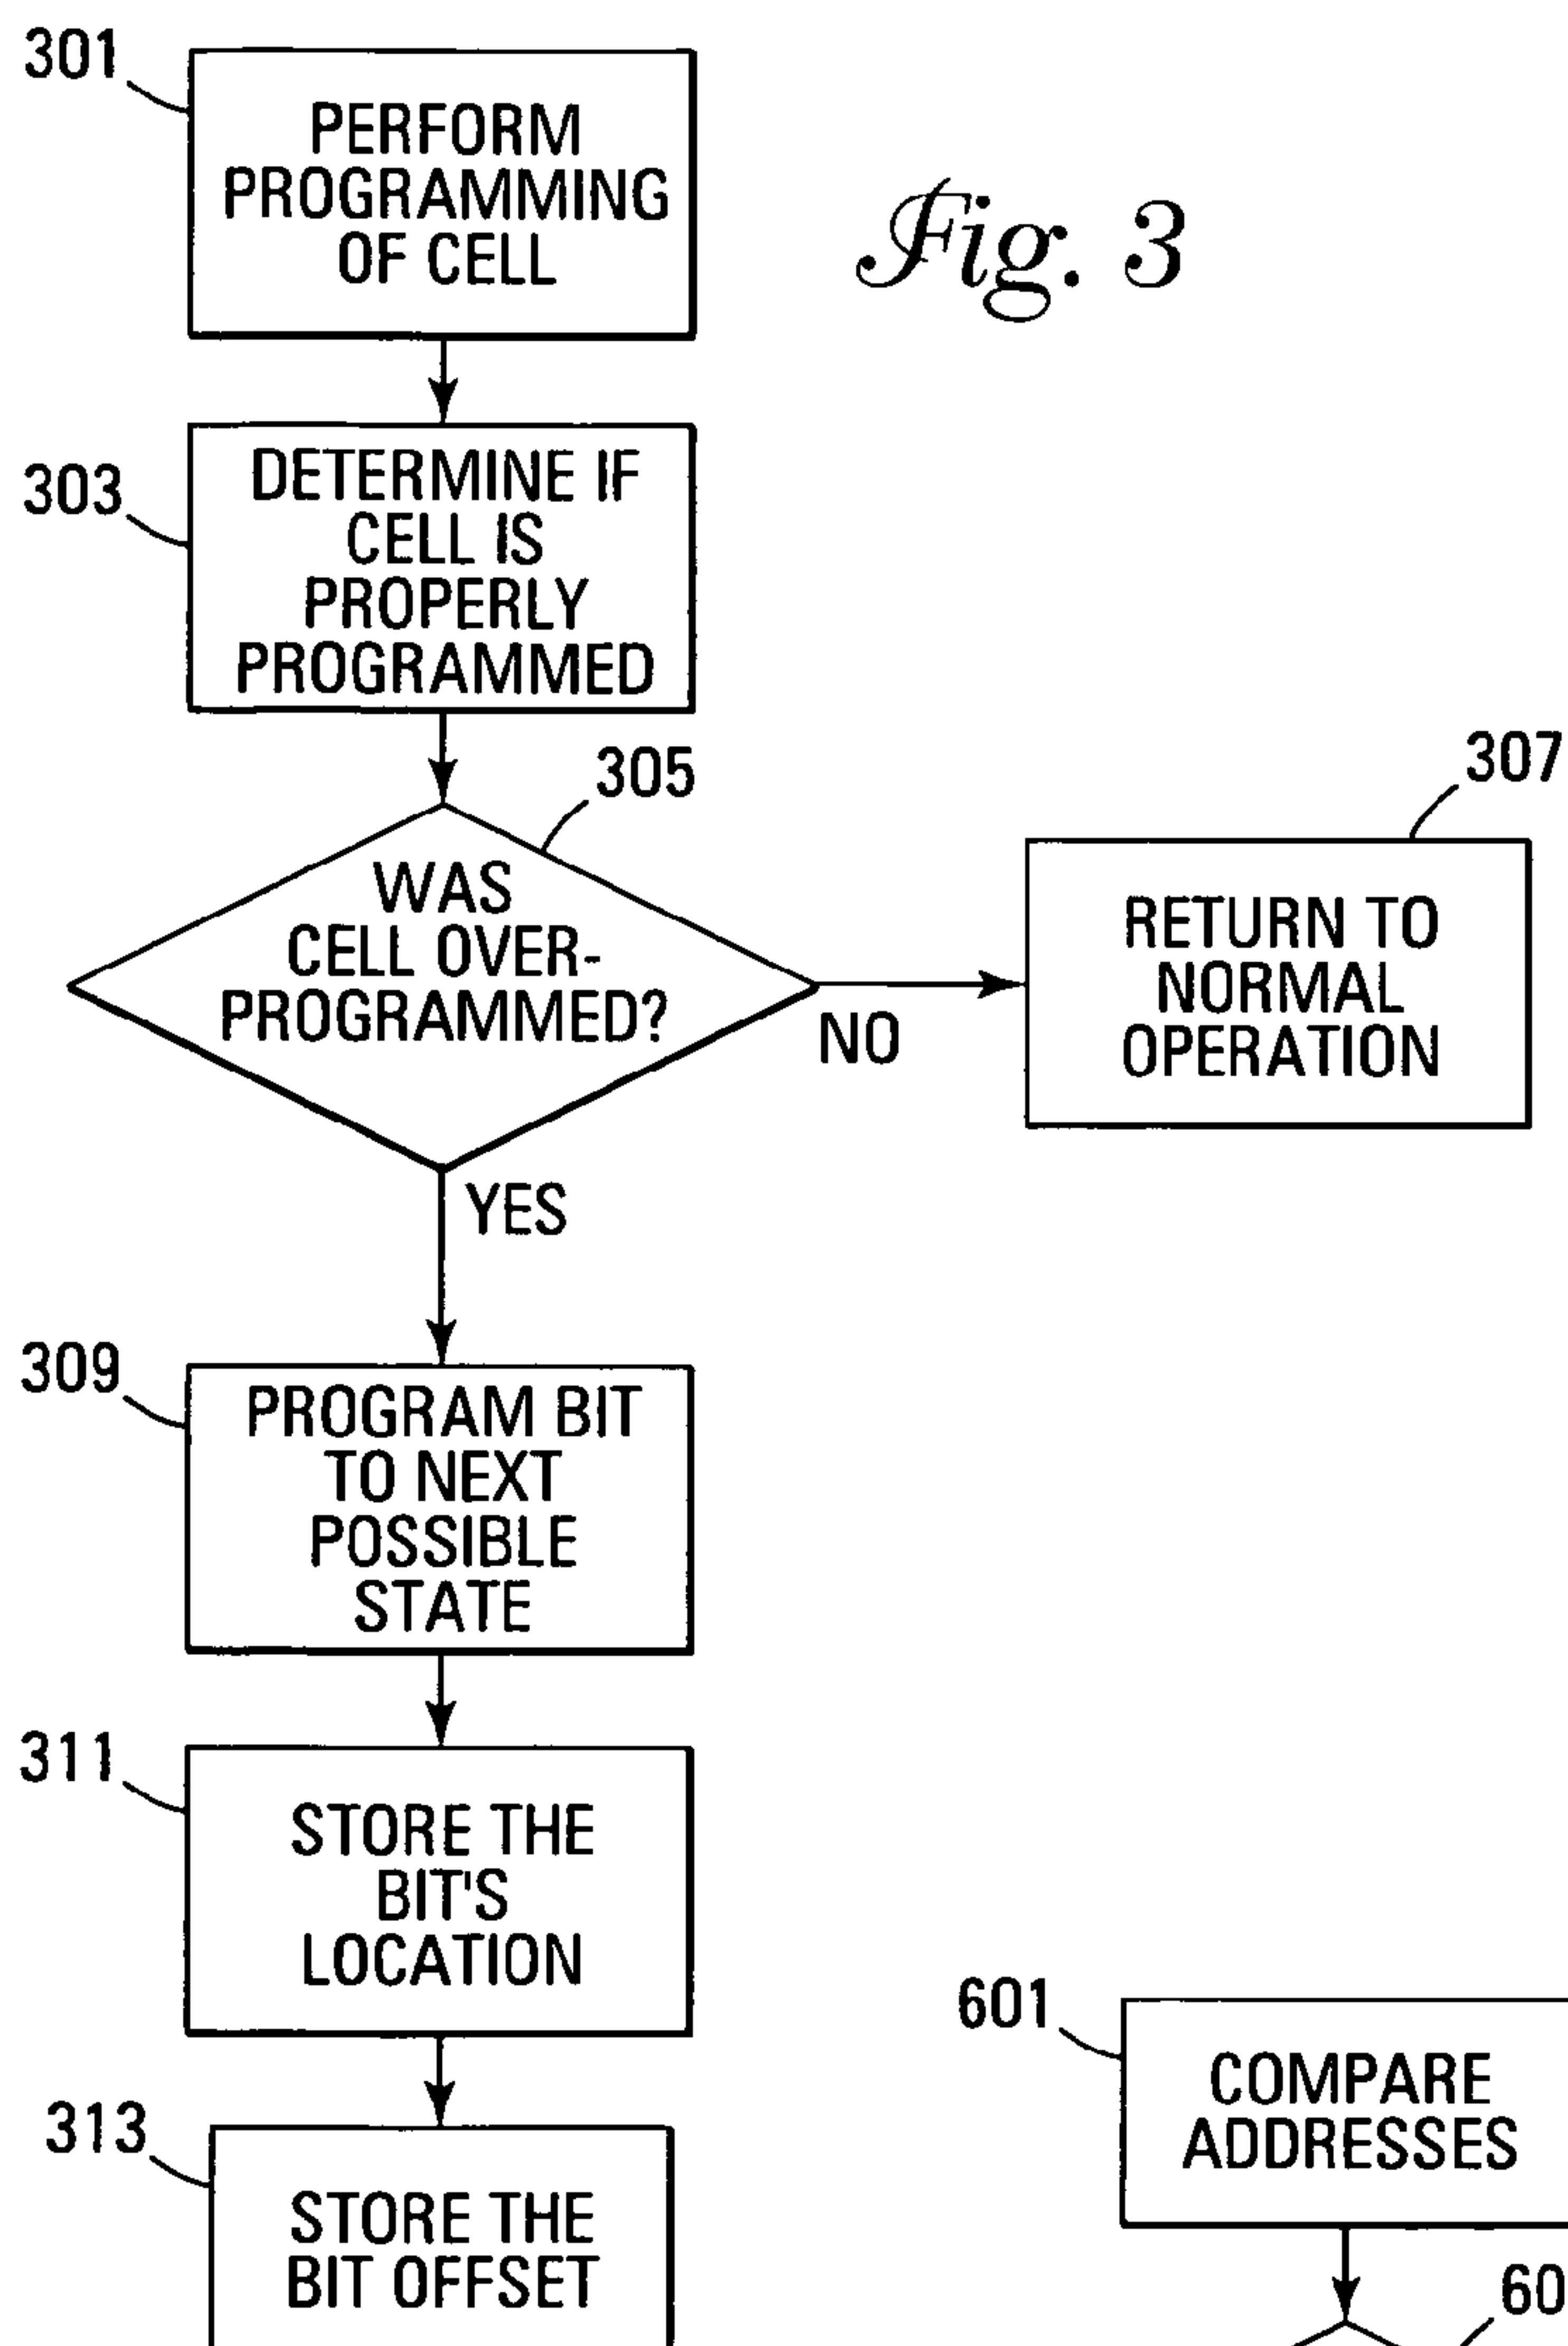 301
PERFORM
PROGRAMMING
OF CELL
Fig. 3
303
DETERMINE IF
CELL IS
PROPERLY
PROGRAMMED
305
WAS
CELL OVER-
PROGRAMMED?
NO
307
RETURN TO
NORMAL
OPERATION
YES
309
PROGRAM BIT
TO NEXT
POSSIBLE
STATE
311
STORE THE
BIT'S
LOCATION
313
STORE THE
BIT OFFSET
601
COMPARE
ADDRESSES